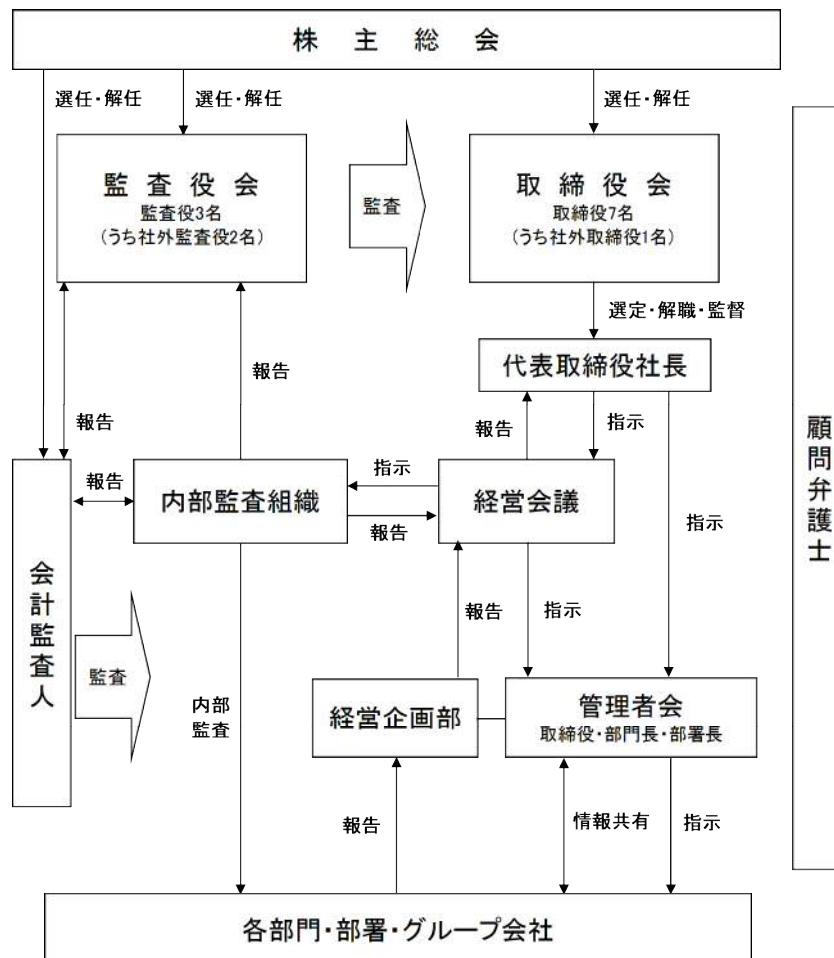 株主総会
選任・解任
選任・解任
選任・解任
監査役会
監査役3名
(うち社外監査役2名)
監査
取締役会
取締役7名
(うち社外取締役1名)
選定・解職・監督
代表取締役社長
報告
報告
報告
指示
顧問弁護士
報告
内部監査組織
指示
報告
経営会議
指示
会計監査人
監査
内部
監査
報告
指示
経営企画部
管理者会
取締役・部門長・部署長
報告
情報共有
指示
各部門・部署・グループ会社